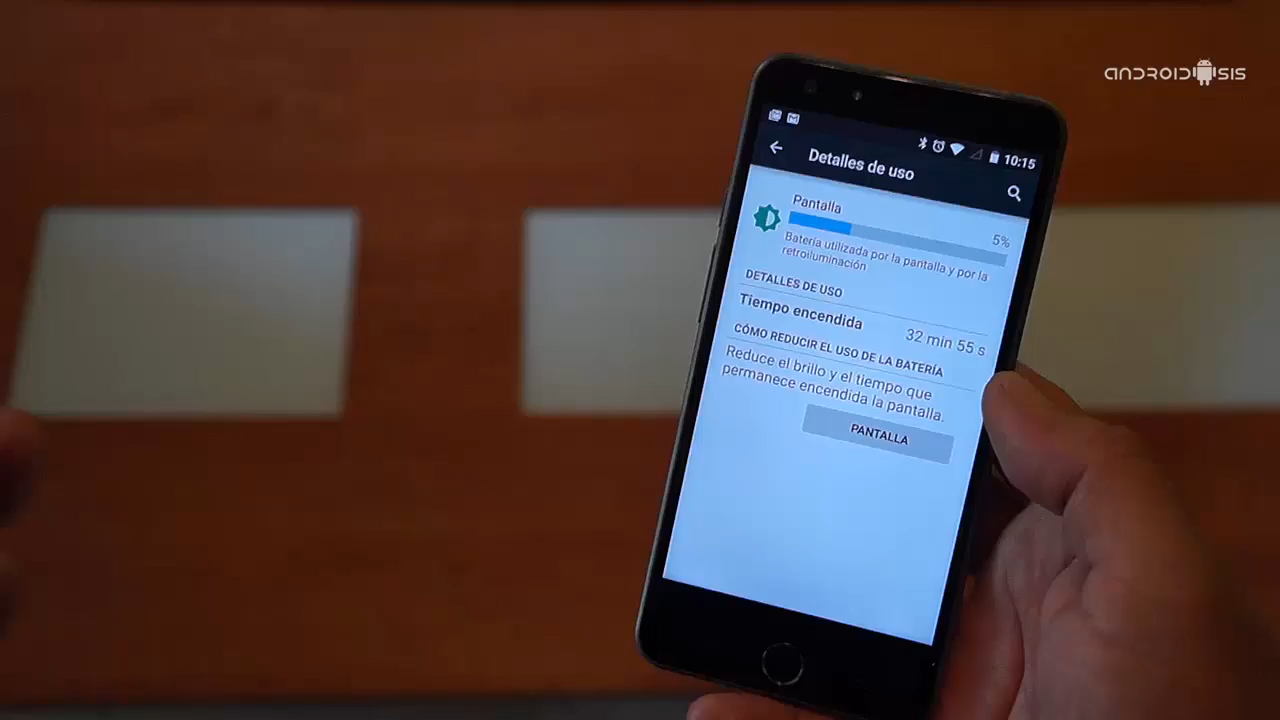 ANDROIDSIS
10:15
Detalles de uso
Pantalla
5%
Batería utilizada por la pantalla y por la
retroiluminación
DETALLES DE USO
Tiempo encendida 32 min 55 s
CÓMO REDUCIR EL USO DE LA BATERÍA
Reduce el brillo y el tiempo que
permanece encendida la pantalla.
PANTALLA